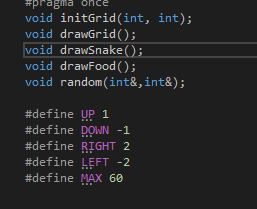 #pragma once
void initGrid(int, int);
void drawGrid();
void drawSnake();
void drawFood();
void random(int&,int&);
#define UP 1
#define DOWN -1
#define RIGHT 2
#define LEFT -2
#define MAX 60